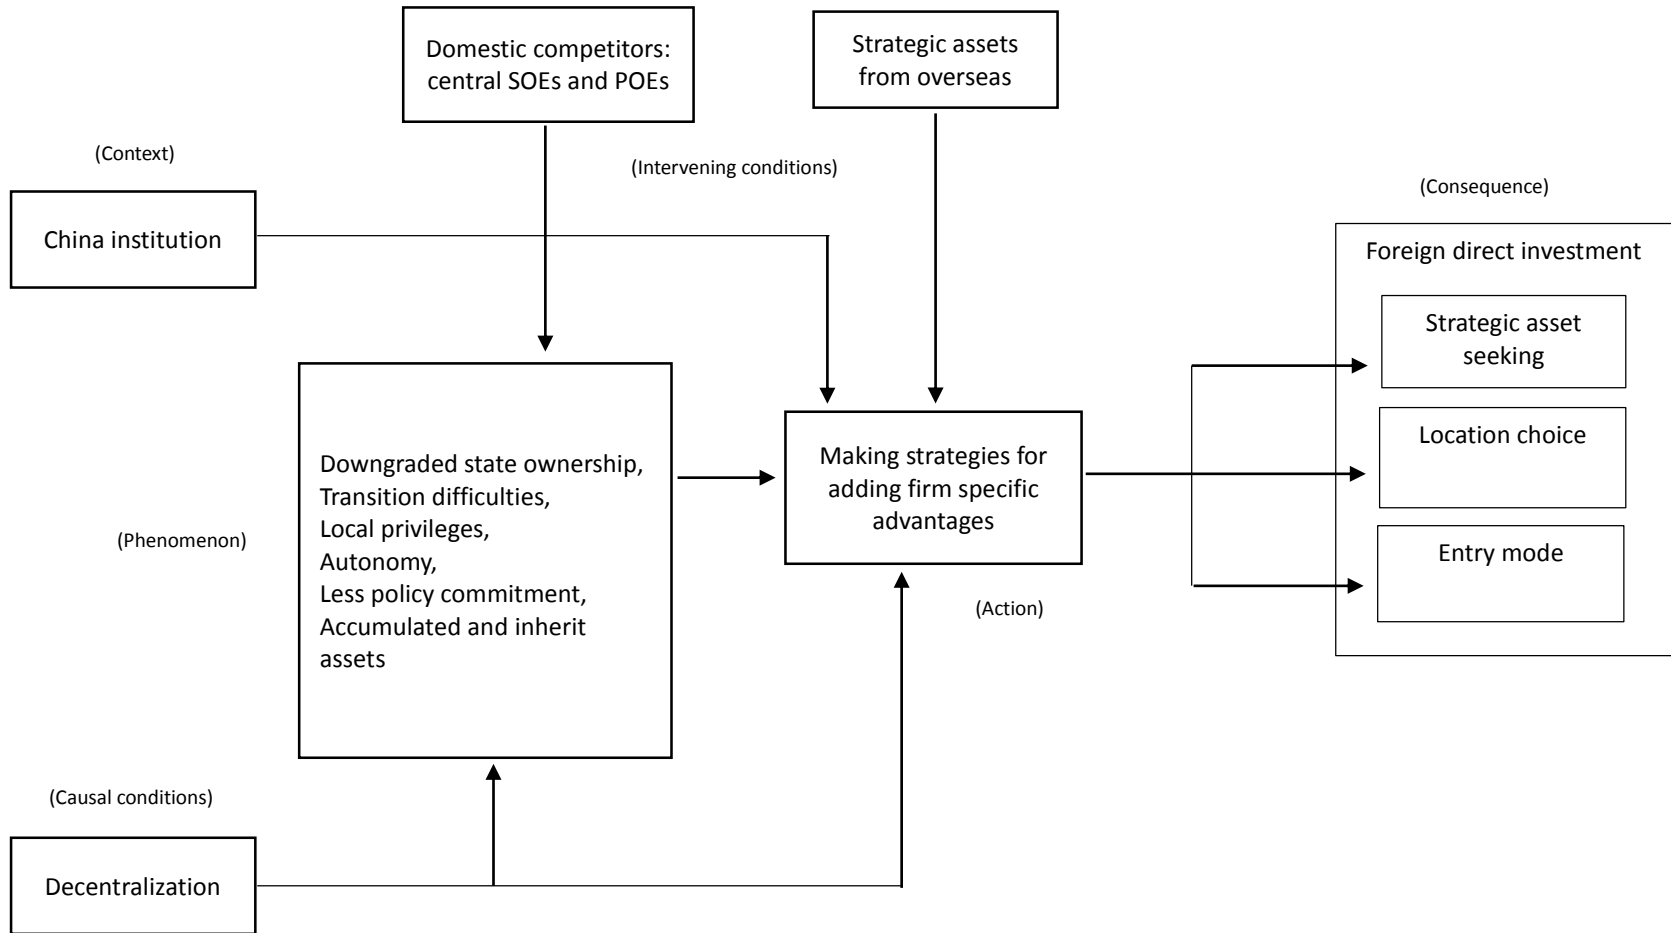 Domestic competitors:
central SOEs and POEs
Strategic assets
from overseas
(Context)
(Intervening conditions)
(Consequence)
China institution
Foreign direct investment
Strategic asset
seeking
Location choice
Entry mode
Downgraded state ownership,
Transition difficulties,
Local privileges,
Autonomy,
Less policy commitment,
Accumulated and inherit
assets
Making strategies for
adding firm specific
advantages
(Phenomenon)
(Action)
(Causal conditions)
Decentralization